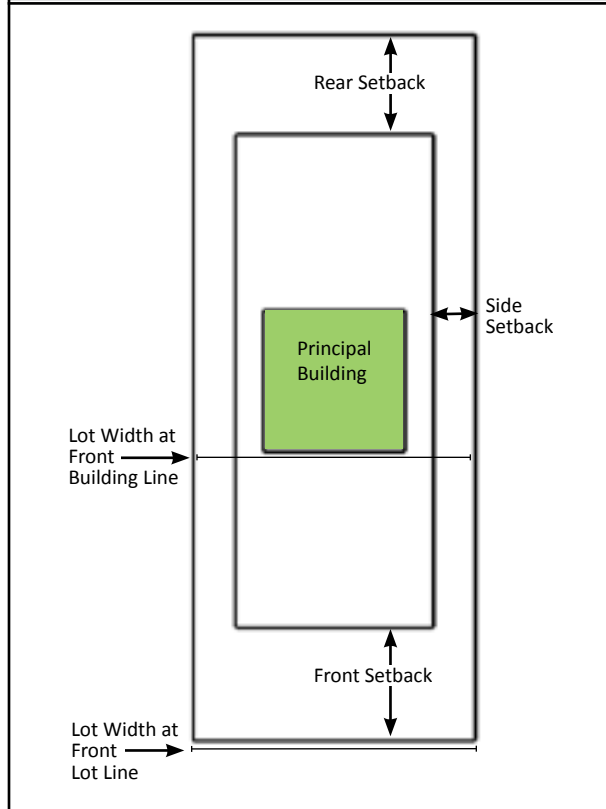 Rear Setback
Side
Setback
Principal
Building
Lot Width at
Front
Building Line
Front Setback
Lot Width at
Front
Lot Line